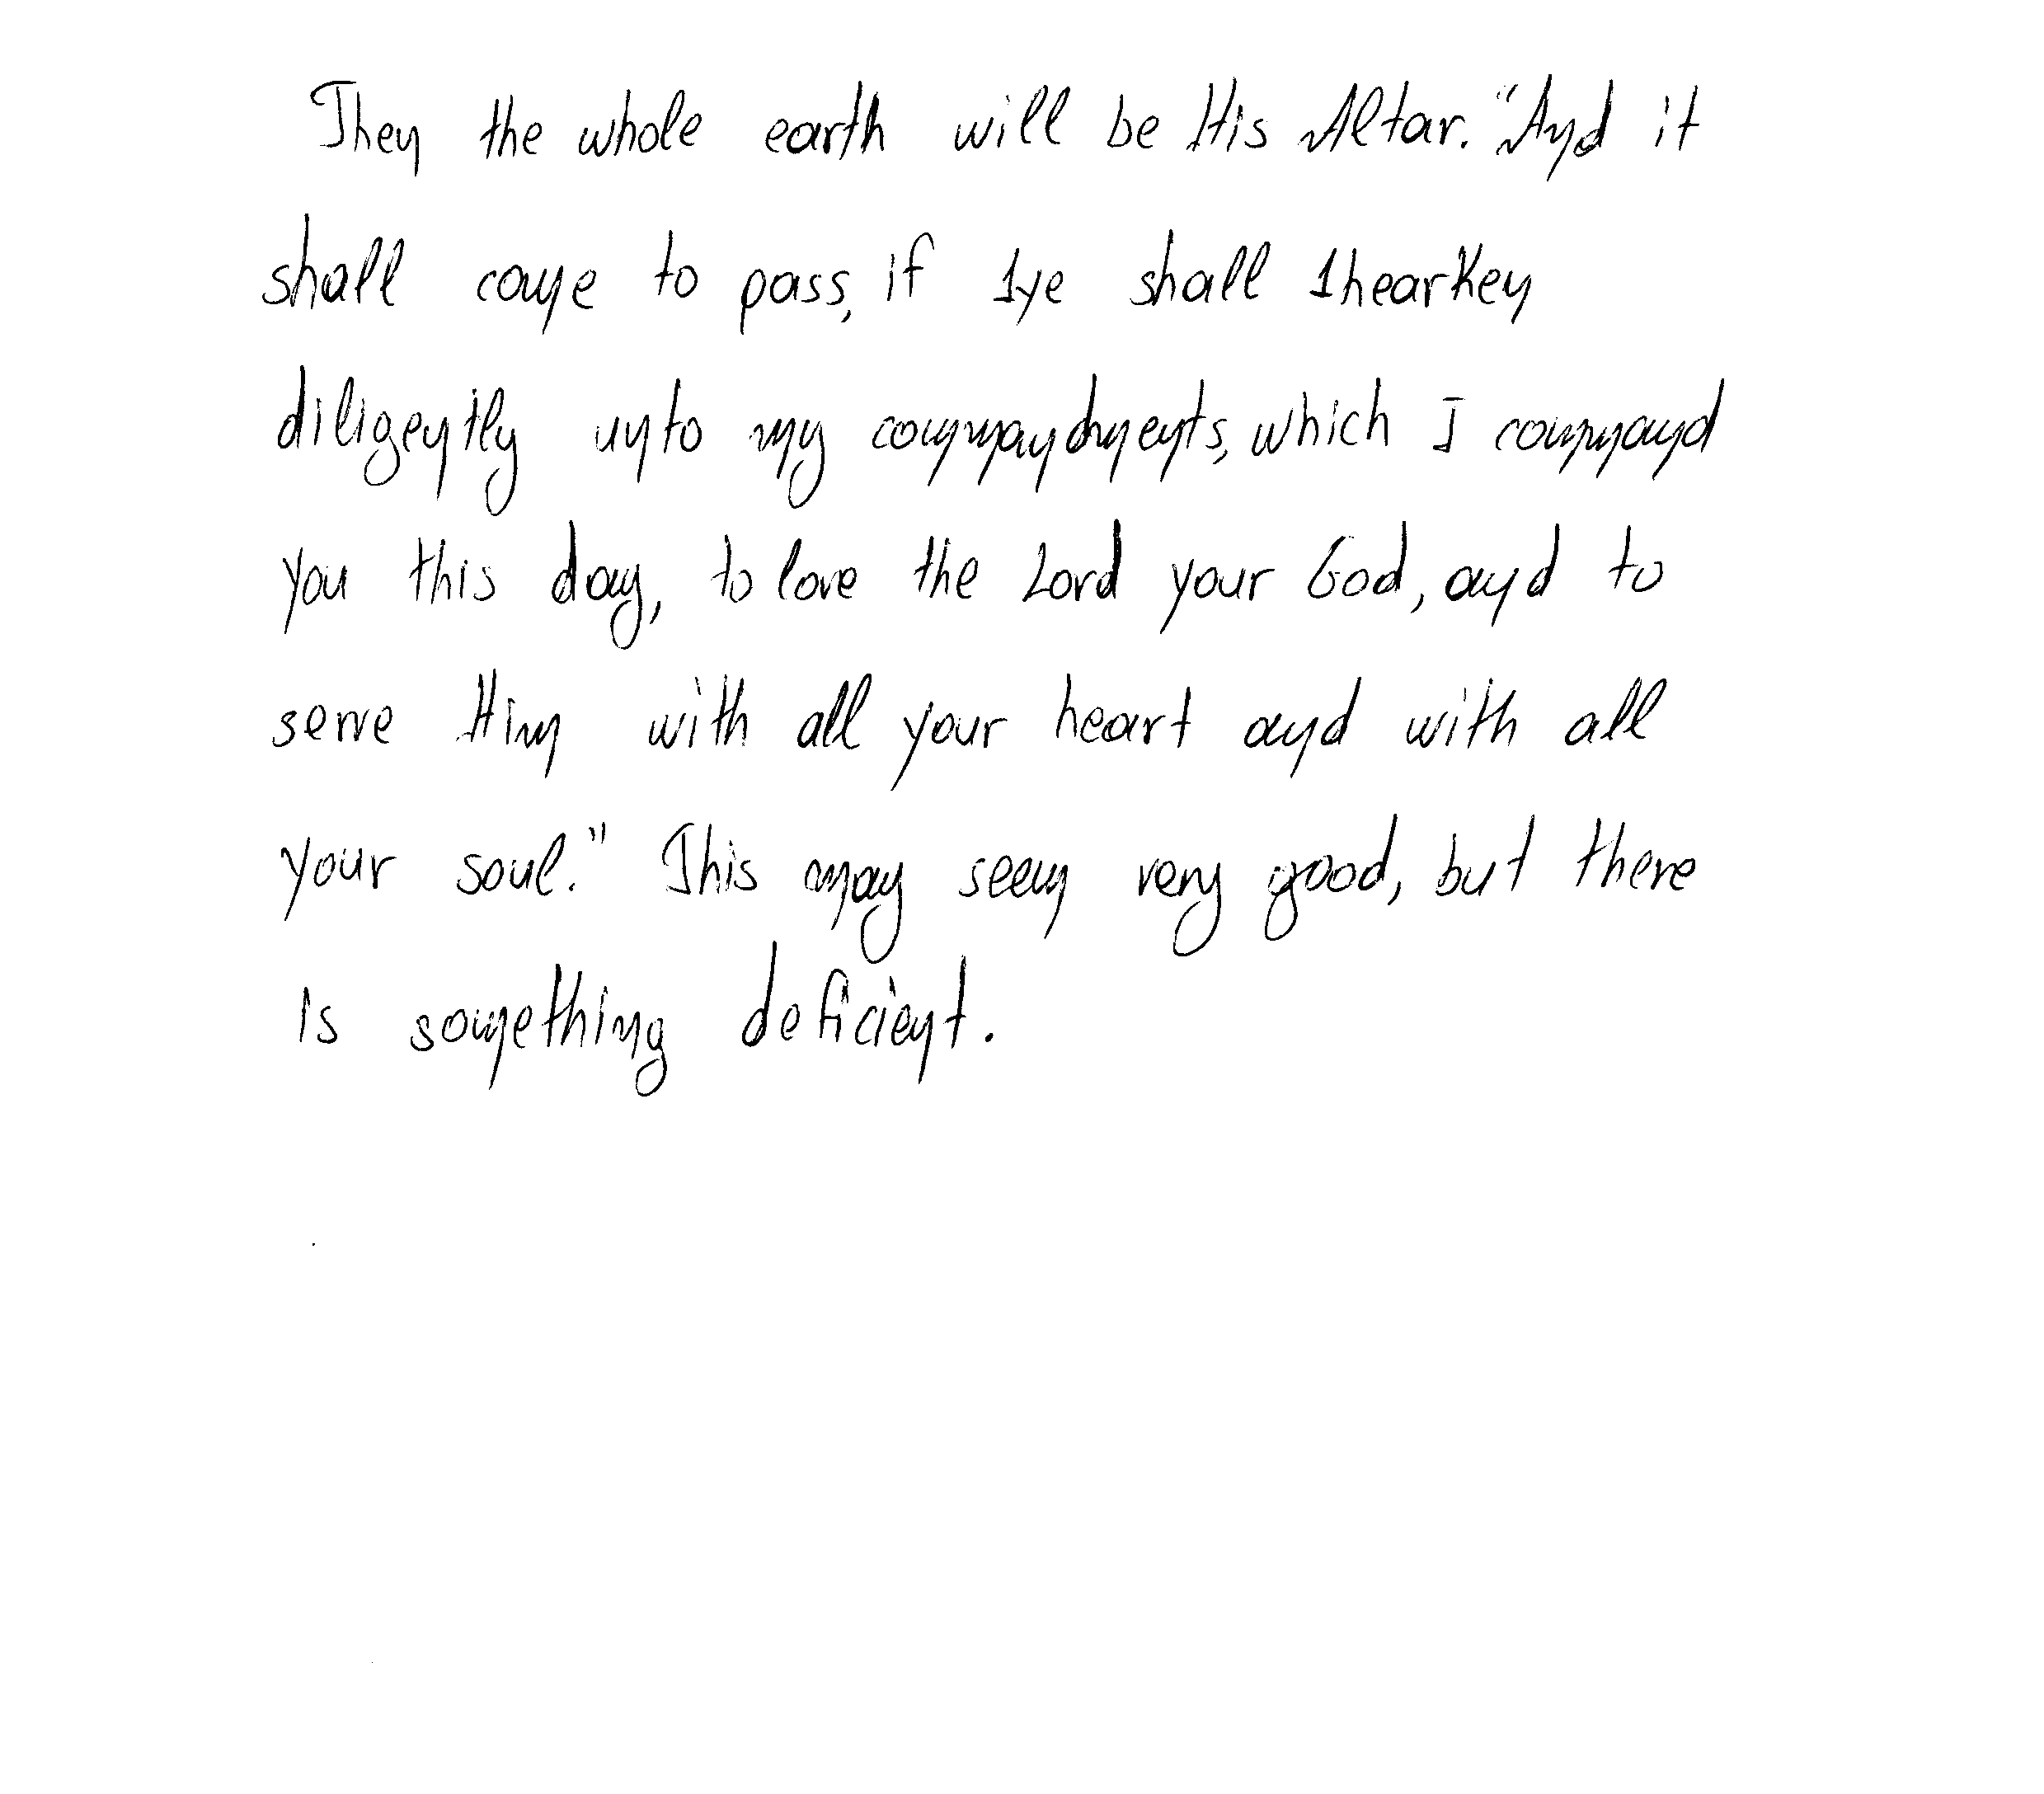 Then the whole earth will be His Altar. "And it
shall come to pass, if 1ye shall 1hearken
diligently unto my commandments, which I command
you this day, to love the Lord your God, and to
serve Him with all your heart and with all
your soul." This may seem very good, but there
is something deficient.